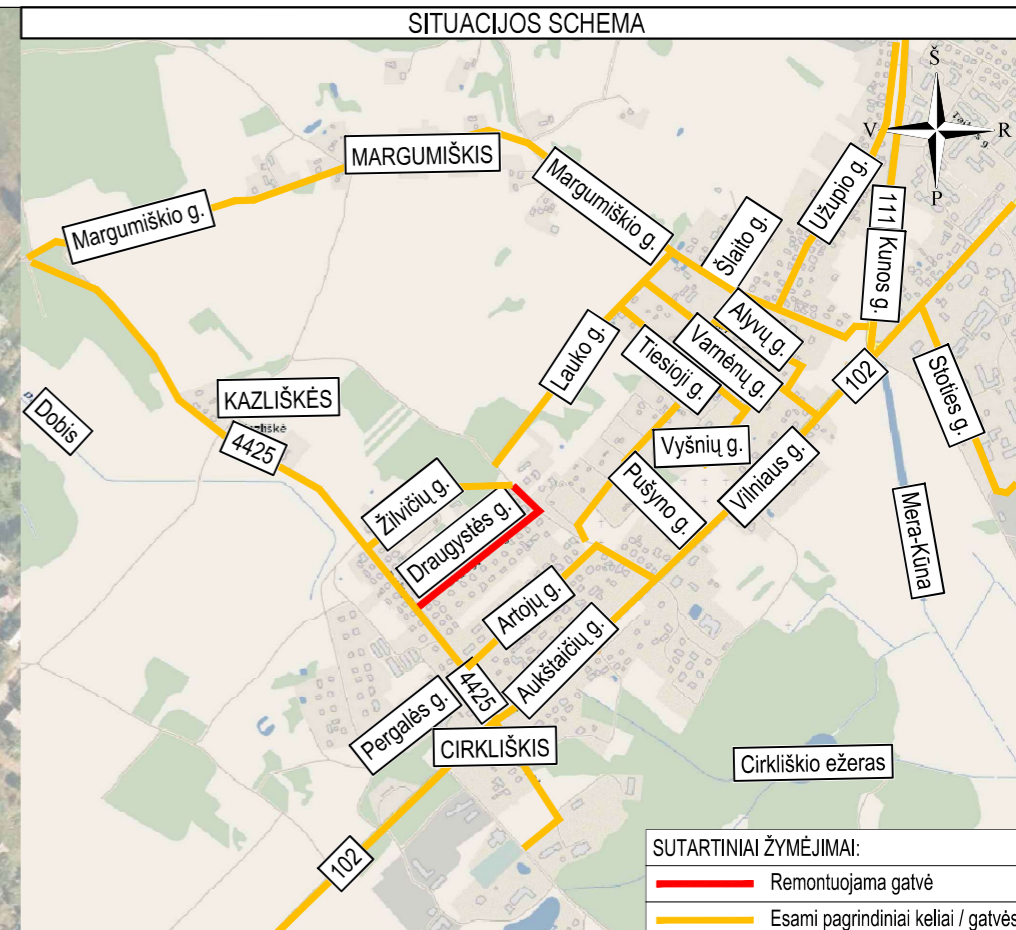 SITUACIJOS SCHEMA
Š
V
R
P
MARGUMIŠKIS
Margumiškio g.
Margumiškio g.
Šlaito g.
Užupio g.
111
Kunos g.
Alyvų g.
Varnėnų g.
Tiesioji g.
Lauko g.
102
Stoties g.
KAZLIŠKĖS
Dobis
4425
Vyšnių g.
Pušyno g.
Vilniaus g.
Žilvičių g.
Draugystės g.
Mera-Kūna
Artojų g.
Aukštaičių g.
4425
Pergalės g.
CIRKLIŠKIS
Cirkliškio ežeras
102
SUTARTINIAI ŽYMĖJIMAI:
Remontuojama gatvė
Esami pagrindiniai keliai / gatvės